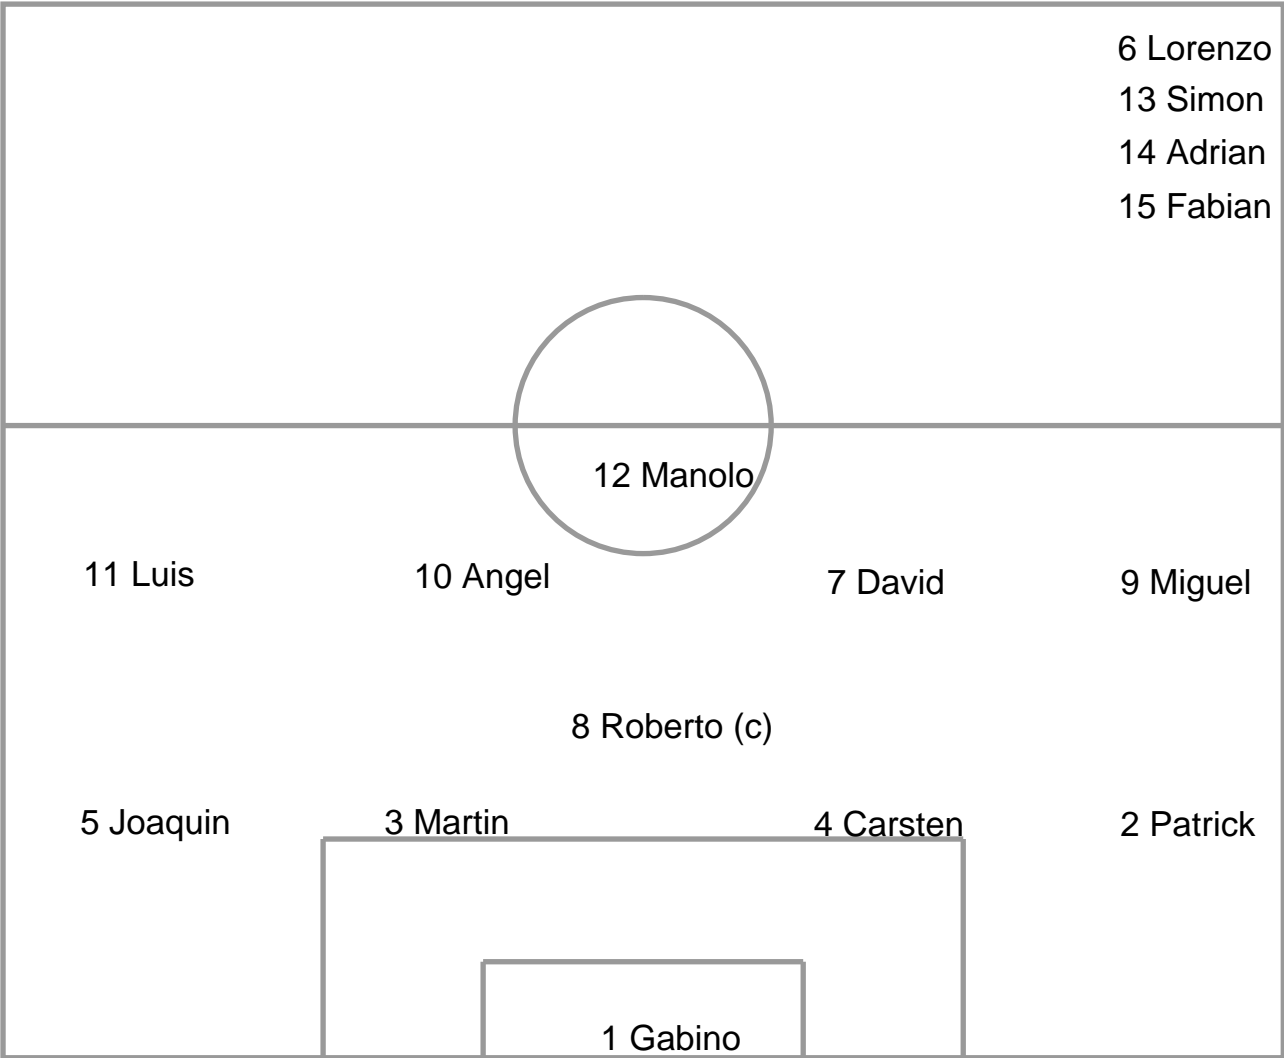 6 Lorenzo
13 Simon
14 Adrian
15 Fabian
12 Manolo
11 Luis
10 Angel
7 David
9 Miguel
8 Roberto (c)
5 Joaquin
3 Martin
4 Carsten
2 Patrick
1 Gabino